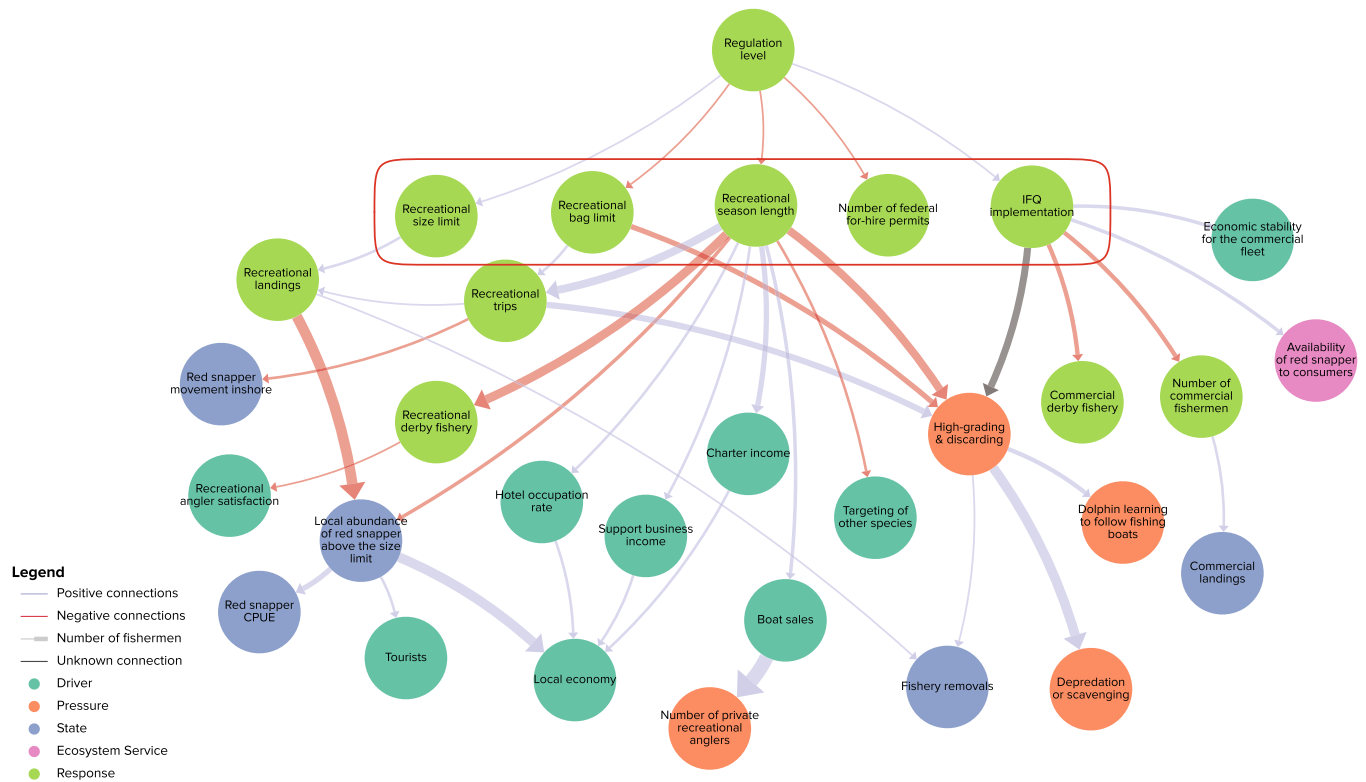 Regulation
level
Recreational
size limit
Recreational
bag limit
Recreational
season length
Number of federal
for-hire permits
IFQ
implementation
Economic stability
for the commercial
fleet
Recreational
landings
Recreational
trips
Availability
of red snapper
to consumers
Red snapper
movement inshore
Recreational
derby fishery
Commercial
derby fishery
Number of
commercial
fishermen
High-grading
& discarding
Charter income
Recreational
angler satisfaction
Hotel occupation
rate
Support business
income
Targeting of
other species
Dolphin learning
to follow fishing
boats
Local abundance
of red snapper
above the size
limit
Commercial
landings
Red snapper
CPUE
Tourists
Boat sales
Local economy
Fishery removals
Depredation
or scavenging
Number of private
recreational
anglers
Legend
Positive connections
Negative connections
Number of fishermen
Unknown connection
Driver
Pressure
State
Ecosystem Service
Response